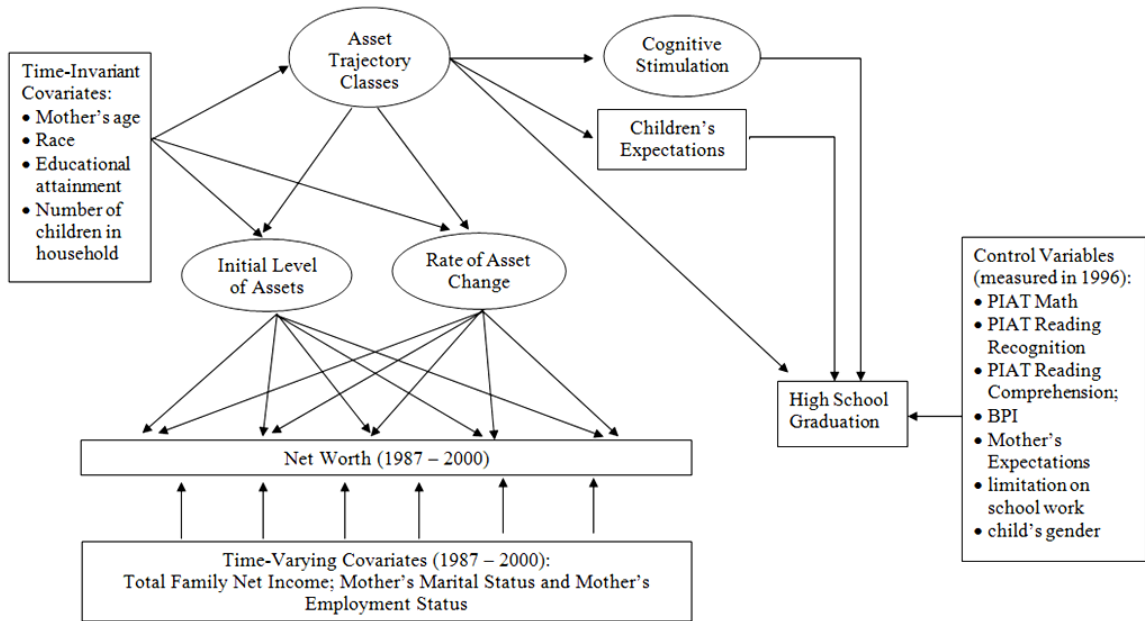 Time-Invariant
Covariates:
• Mother's age
• Race
• Educational
attainment
• Number of
children in
household
Asset
Trajectory
Classes
Cognitive
Stimulation
Children's
Expectations
Initial Level
of Assets
Rate of Asset
Change
Control Variables
(measured in 1996):
• PIAT Math
• PIAT Reading
Recognition
• PIAT Reading
Comprehension;
• BPI
• Mother's
Expectations
• limitation on
school work
• child's gender
High School
Graduation
Net Worth (1987 – 2000)
Time-Varying Covariates (1987 – 2000):
Total Family Net Income; Mother's Marital Status and Mother's
Employment Status